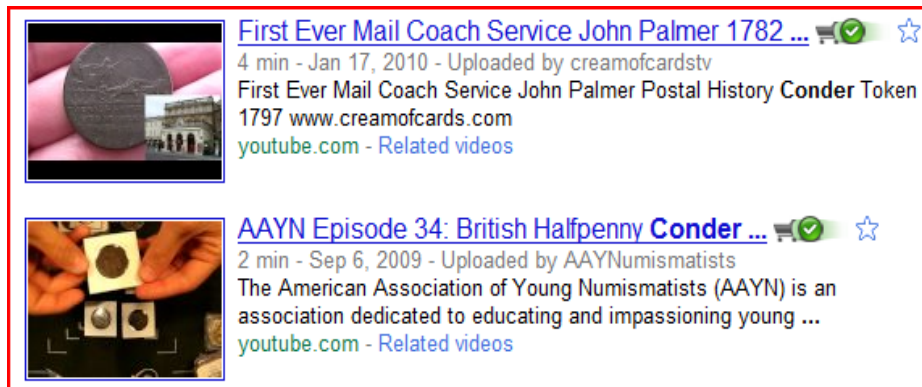 First Ever Mail Coach Service John Palmer 1782 ...
4 min - Jan 17, 2010 - Uploaded by creamofcardstv
First Ever Mail Coach Service John Palmer Postal History Conder Token
1797 www.creamofcards.com
youtube.com - Related videos
AAYN Episode 34: British Halfpenny Conder ...
2 min - Sep 6, 2009 - Uploaded by AAYNumismatists
The American Association of Young Numismatists (AAYN) is an
association dedicated to educating and impassioning young ...
youtube.com - Related videos